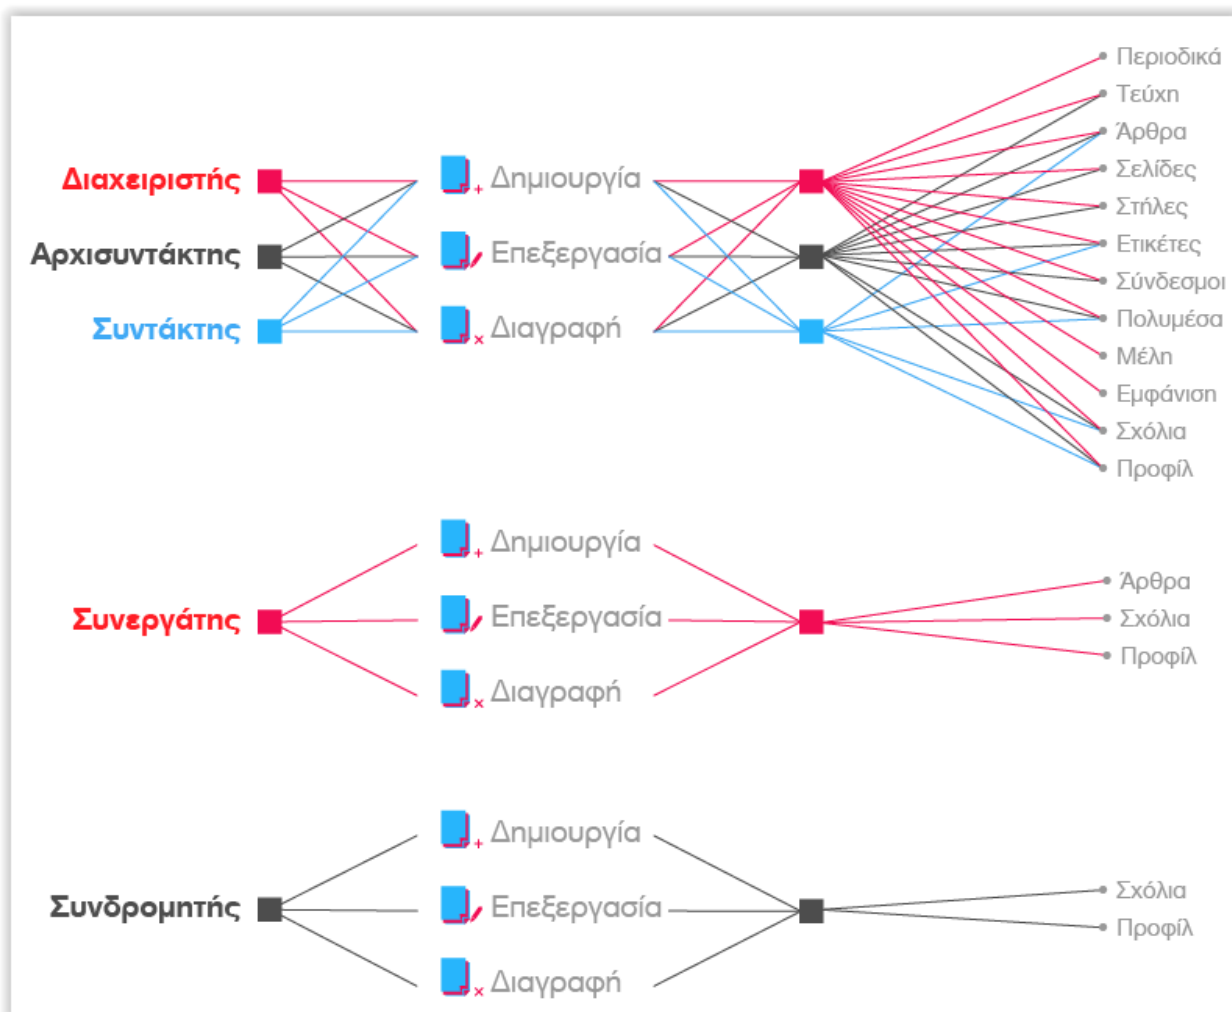 Περιοδικά
Τεύχη
Άρθρα
Διαχειριστής
Δημιουργία
Σελίδες
Στήλες
Αρχισυντάκτης
Επεξεργασία
Ετικέτες
Σύνδεσμοι
Συντάκτης
Διαγραφή
Πολυμέσα
Μέλη
Εμφάνιση
Σχόλια
Προφίλ
Δημιουργία
Άρθρα
Συνεργάτης
Επεξεργασία
Σχόλια
Προφίλ
Διαγραφή
Δημιουργία
Σχόλια
Συνδρομητής
Επεξεργασία
Προφίλ
Διαγραφή